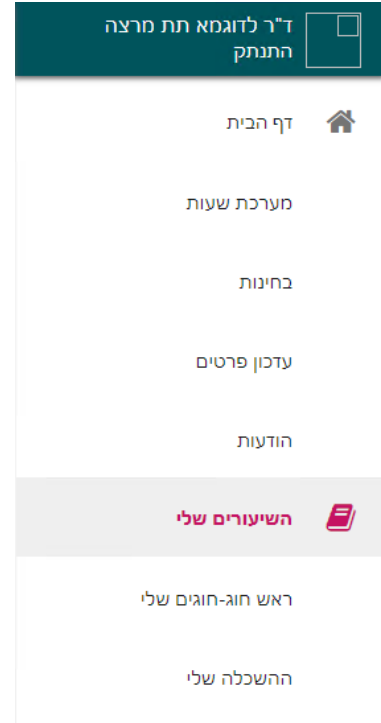 ד"ר לדוגמא תת מרצה
התנתק
דף הבית
מערכת שעות
בחינות
עדכון פרטים
הודעות
השיעורים שלי
ראש חוג-חוגים שלי
ההשכלה שלי